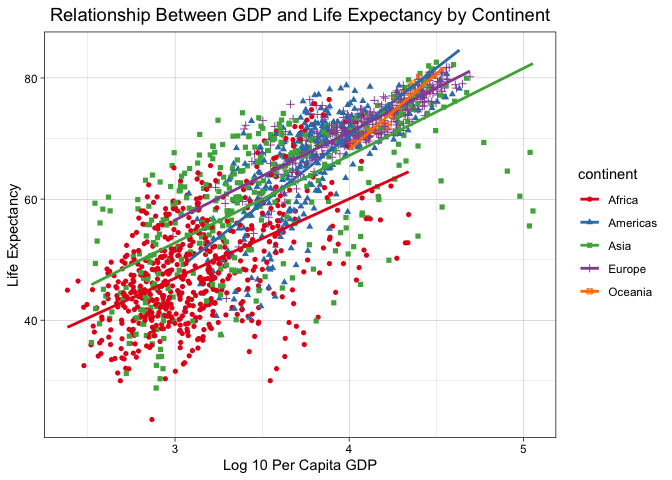 Relationship Between GDP and Life Expectancy by Continent
80
60
40
Life Expectancy
3 4 5
Log 10 Per Capita GDP
continent
Africa
Americas
Asia
Europe
Oceania